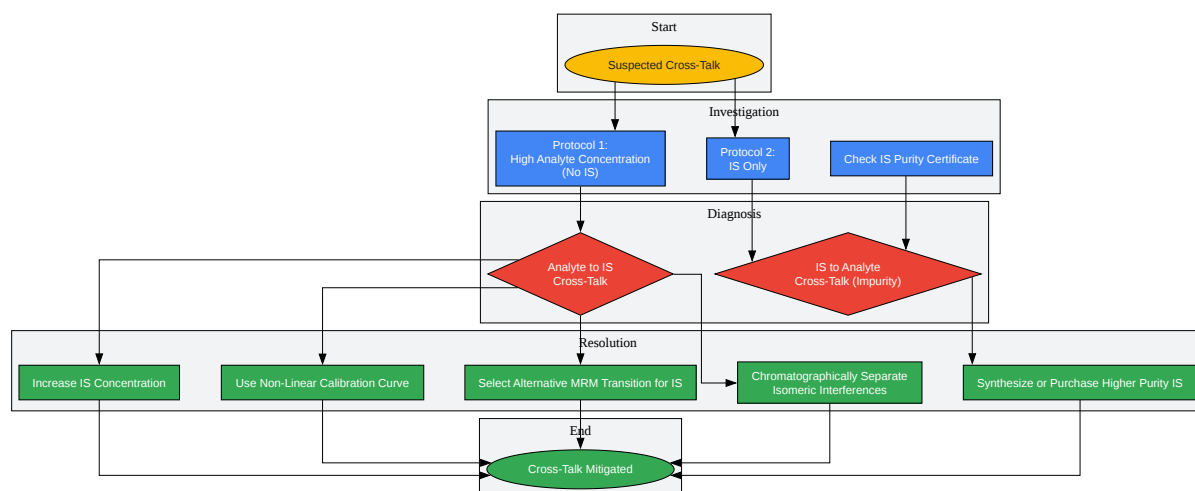 Start
Suspected Cross-Talk
Investigation
Protocol 1:
High Analyte Concentration
(No IS)
Protocol 2:
IS Only
Check IS Purity Certificate
Diagnosis
Analyte to IS
Cross-Talk
IS to Analyte
Cross-Talk (Impurity)
Resolution
Increase IS Concentration
Use Non-Linear Calibration Curve
Select Alternative MRM Transition for IS
Chromatographically Separate
Isomeric Interferences
Synthesize or Purchase Higher Purity IS
End
Cross-Talk Mitigated